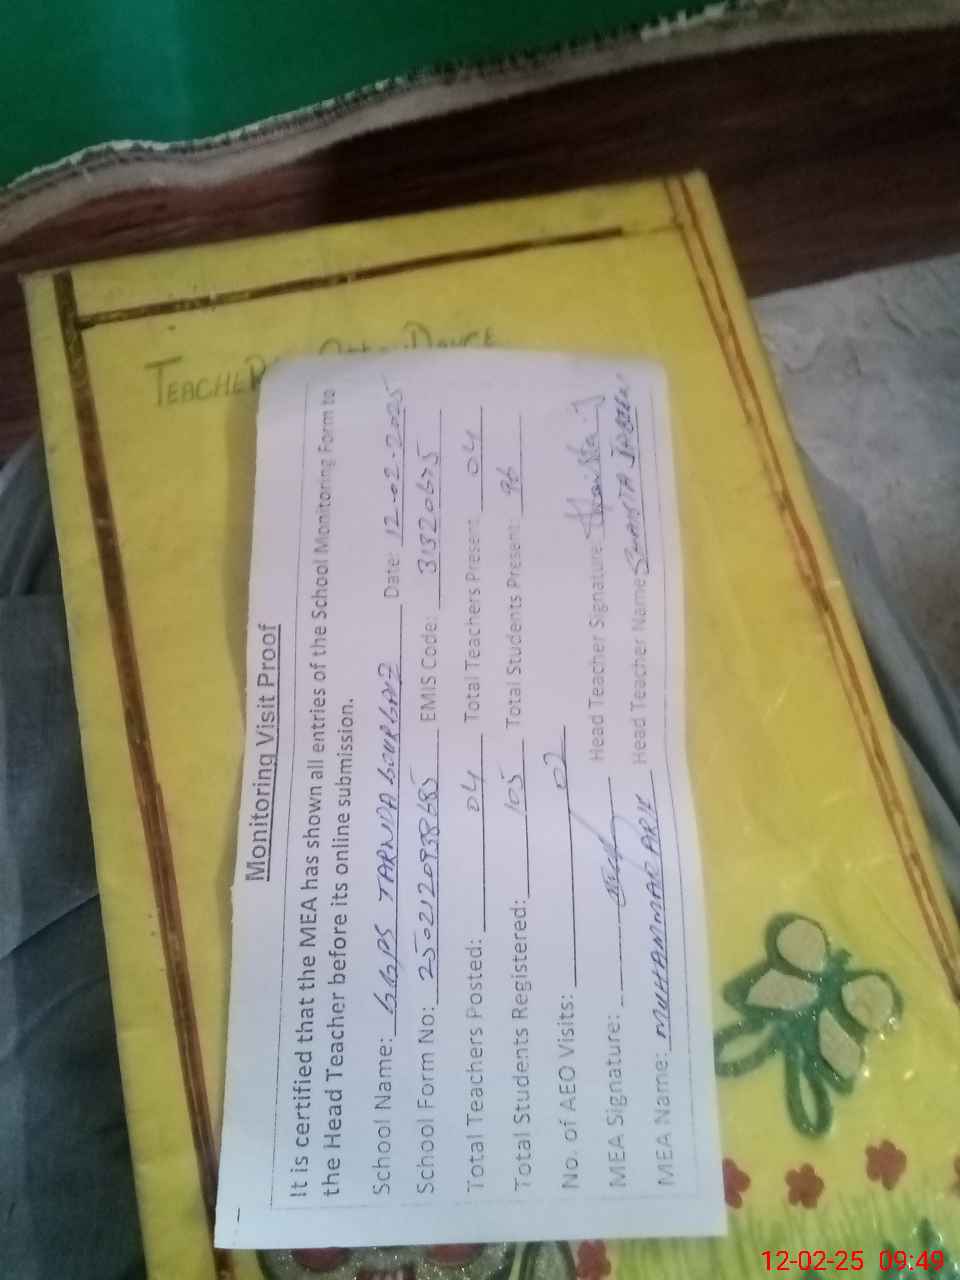 TEACHER
Monitoring Visit Proof
It is certified that the MEA has shown all entries of the School Monitoring Form to
the Head Teacher before its online submission.
School Name: GGPS TARNDA GOURGANJ Date: 12-02-2025
School Form No: EMIS Code: 31320675
Total Teachers Posted: 04 Total Teachers Present: 04
Total Students Registered: 105 Total Students Present: 96
No. of AEO Visits: 02
MEA Signature: Head Teacher Signature:
MEA Name: MUHAMMAD ARIF Head Teacher Name
12-02-25 09:49